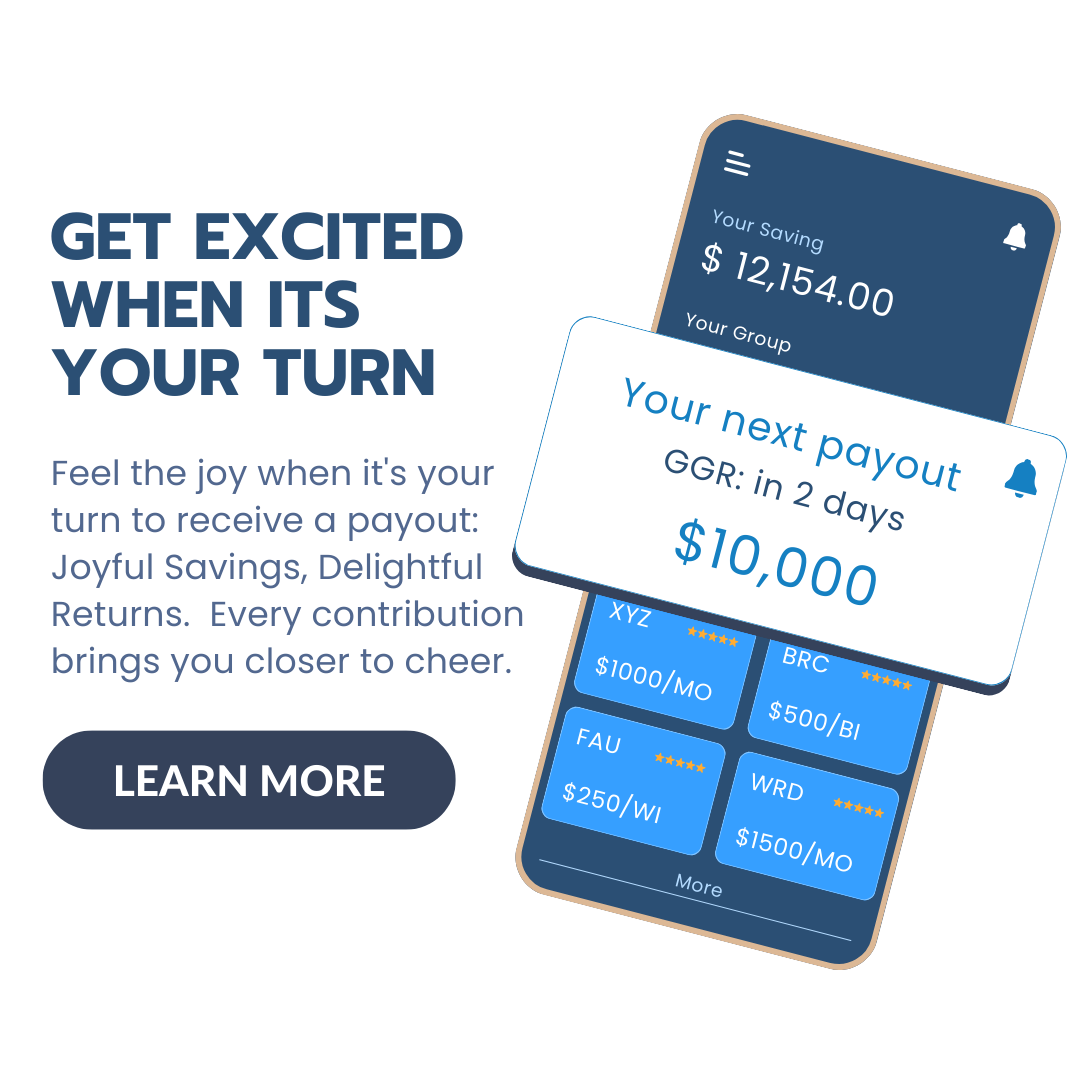 GET EXCITED
WHEN ITS
YOUR TURN
Feel the joy when it's your
turn to receive a payout:
Joyful Savings, Delightful
Returns.  Every contribution
brings you closer to cheer.
LEARN MORE
Your Saving
$ 12,154.00
Your Group
Your next payout
GGR: in 2 days
$10,000
XYZ
$1000/MO
BRC
$500/BI
FAU
$250/WI
WRD
$1500/MO
More